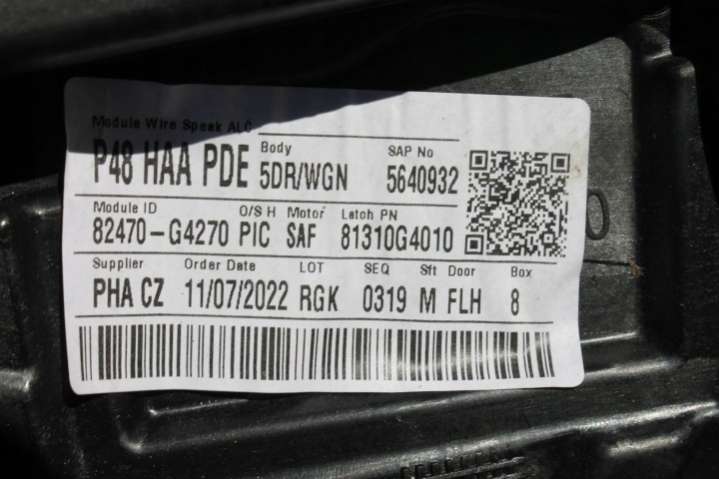 Module Wire Speak ALC Body SAP No
P48 HAA PDE 5DR/WGN 5640932
Module ID O/S H Motor Latch PN
82470-G4270 PIC SAF 81310G4010
Supplier Order Date LOT SEQ Sft Door Box
PHA CZ 11/07/2022 RGK 0319 M FLH 8